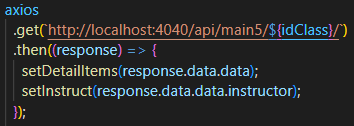 axios
.get(`http://localhost:4040/api/main5/${idClass}/`)
.then((response) => {
setDetailItems(response.data.data);
setInstruct(response.data.data.instructor);
});